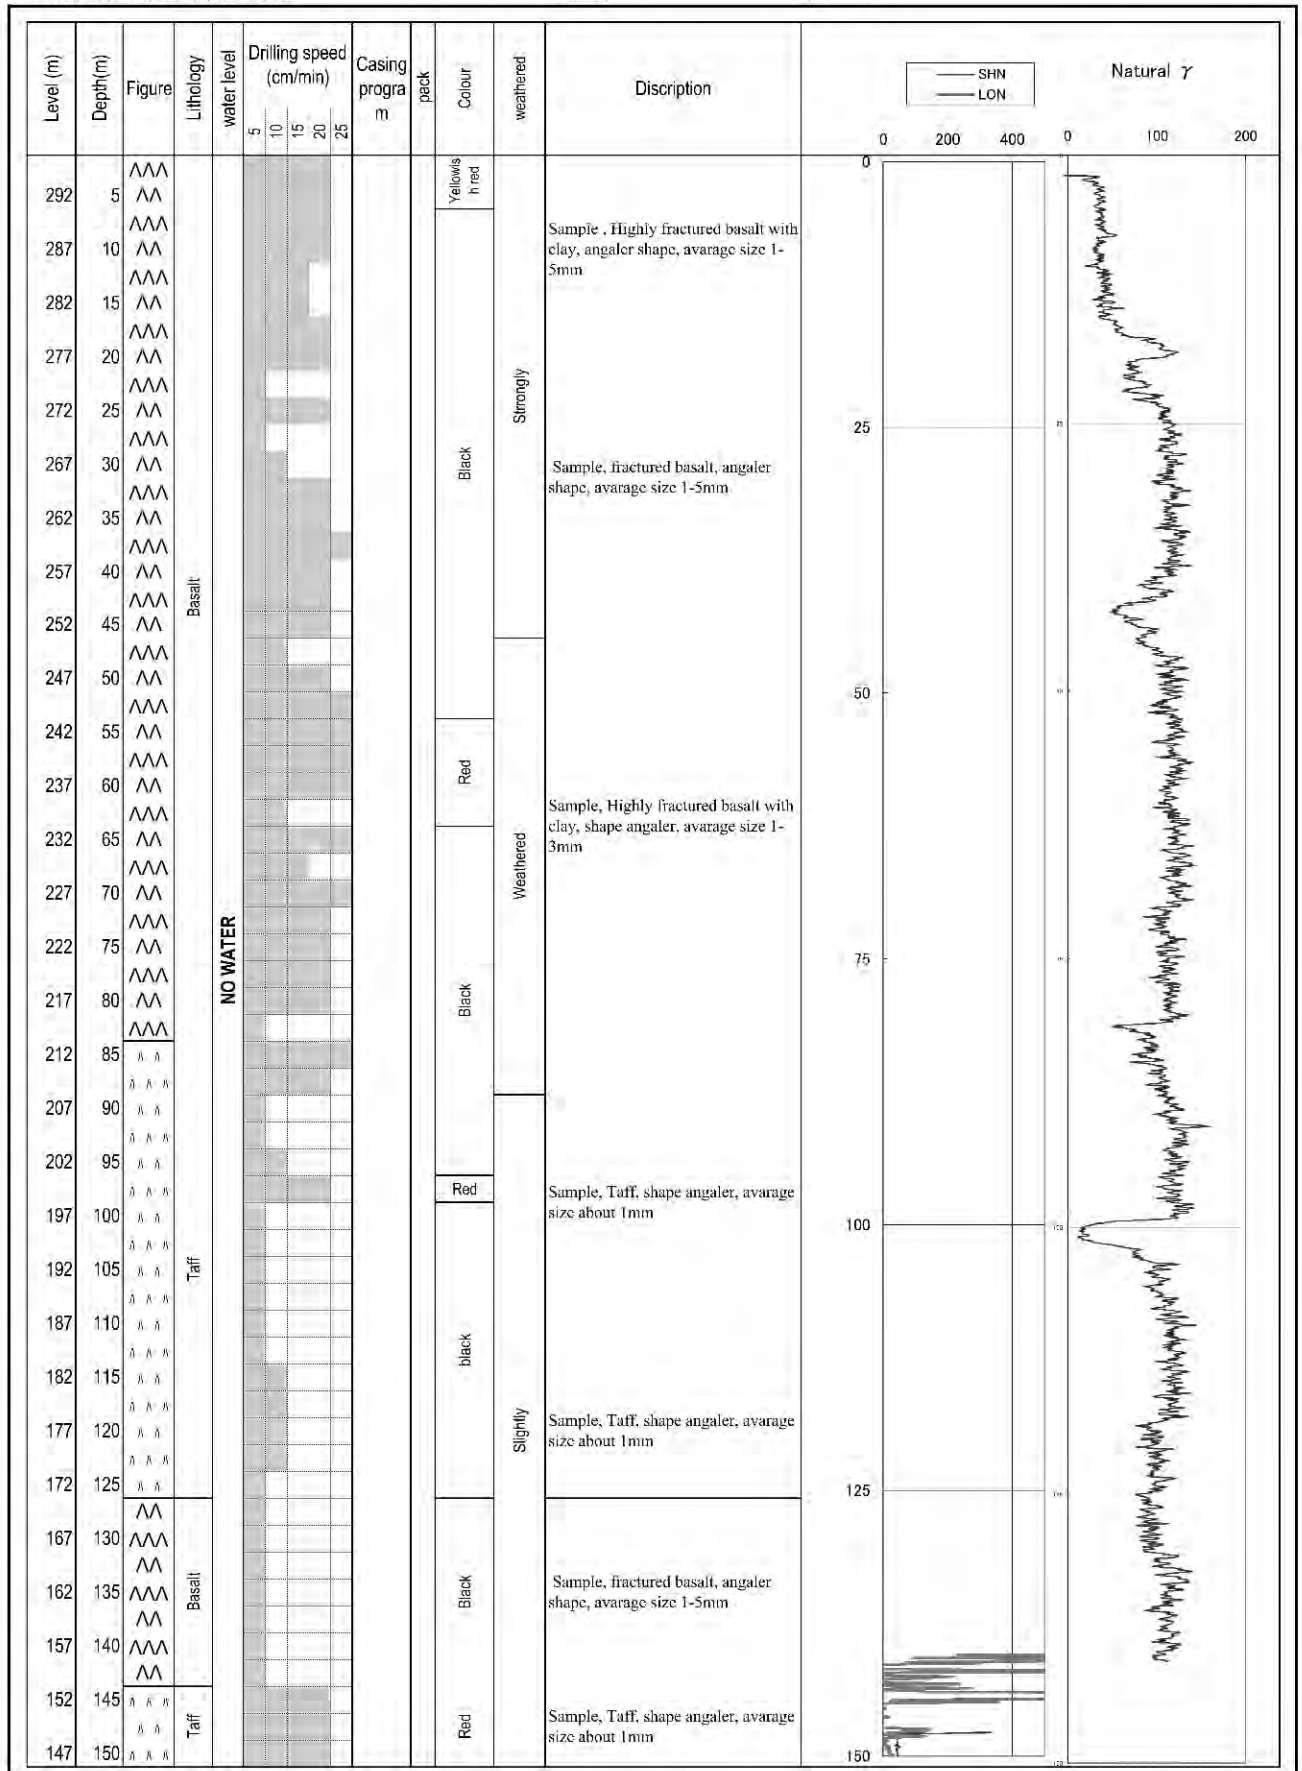 Level (m)
Depth(m)
Figure
Lithology
water level
Drilling speed
(cm/min)
5
10
15
20
25
Casing
progra
m
pack
Colour
weathered
Discription
SHN
LON
0 200 400
Natural γ
0 100 200
292 5
287 10
282 15
277 20
272 25
267 30
262 35
257 40
252 45
247 50
242 55
237 60
232 65
227 70
222 75
217 80
212 85
207 90
202 95
197 100
192 105
187 110
182 115
177 120
172 125
167 130
162 135
157 140
152 145
147 150
Basalt
Taff
Basalt
Taff
NO WATER
Yellowis
h red
Black
Red
Black
Red
black
Black
Red
Strrongly
Weathered
Slightly
Sample , Highly fractured basalt with
clay, angaler shape, avarage size 1-
5mm
Sample, fractured basalt, angaler
shape, avarage size 1-5mm
Sample, Highly fractured basalt with
clay, shape angaler, avarage size 1-
3mm
Sample, Taff, shape angaler, avarage
size about 1mm
Sample, Taff, shape angaler, avarage
size about 1mm
Sample, fractured basalt, angaler
shape, avarage size 1-5mm
Sample, Taff, shape angaler, avarage
size about 1mm
0
25
50
75
100
125
150